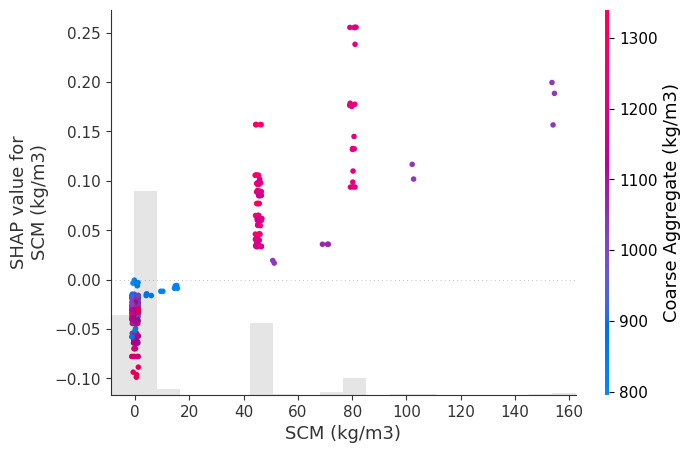 SHAP value for
SCM (kg/m3)
0.25
0.20
0.15
0.10
0.05
0.00
−0.05
−0.10
0 20 40 60 80 100 120 140 160
SCM (kg/m3)
1300
1200
1100
1000
900
800
Coarse Aggregate (kg/m3)